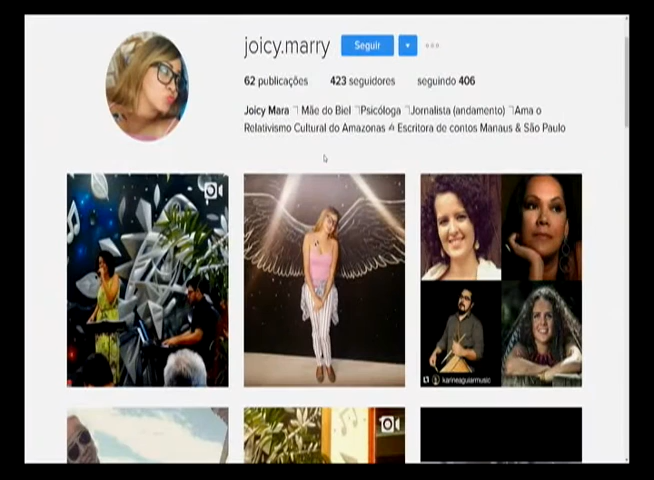 joicy.marry Seguir
62 publicações 423 seguidores seguindo 406
Joicy Mara Mãe do Biel Psicóloga Jornalista (andamento) Ama o
Relativismo Cultural do Amazonas Escritora de contos Manaus & São Paulo
karineaguiarmusic